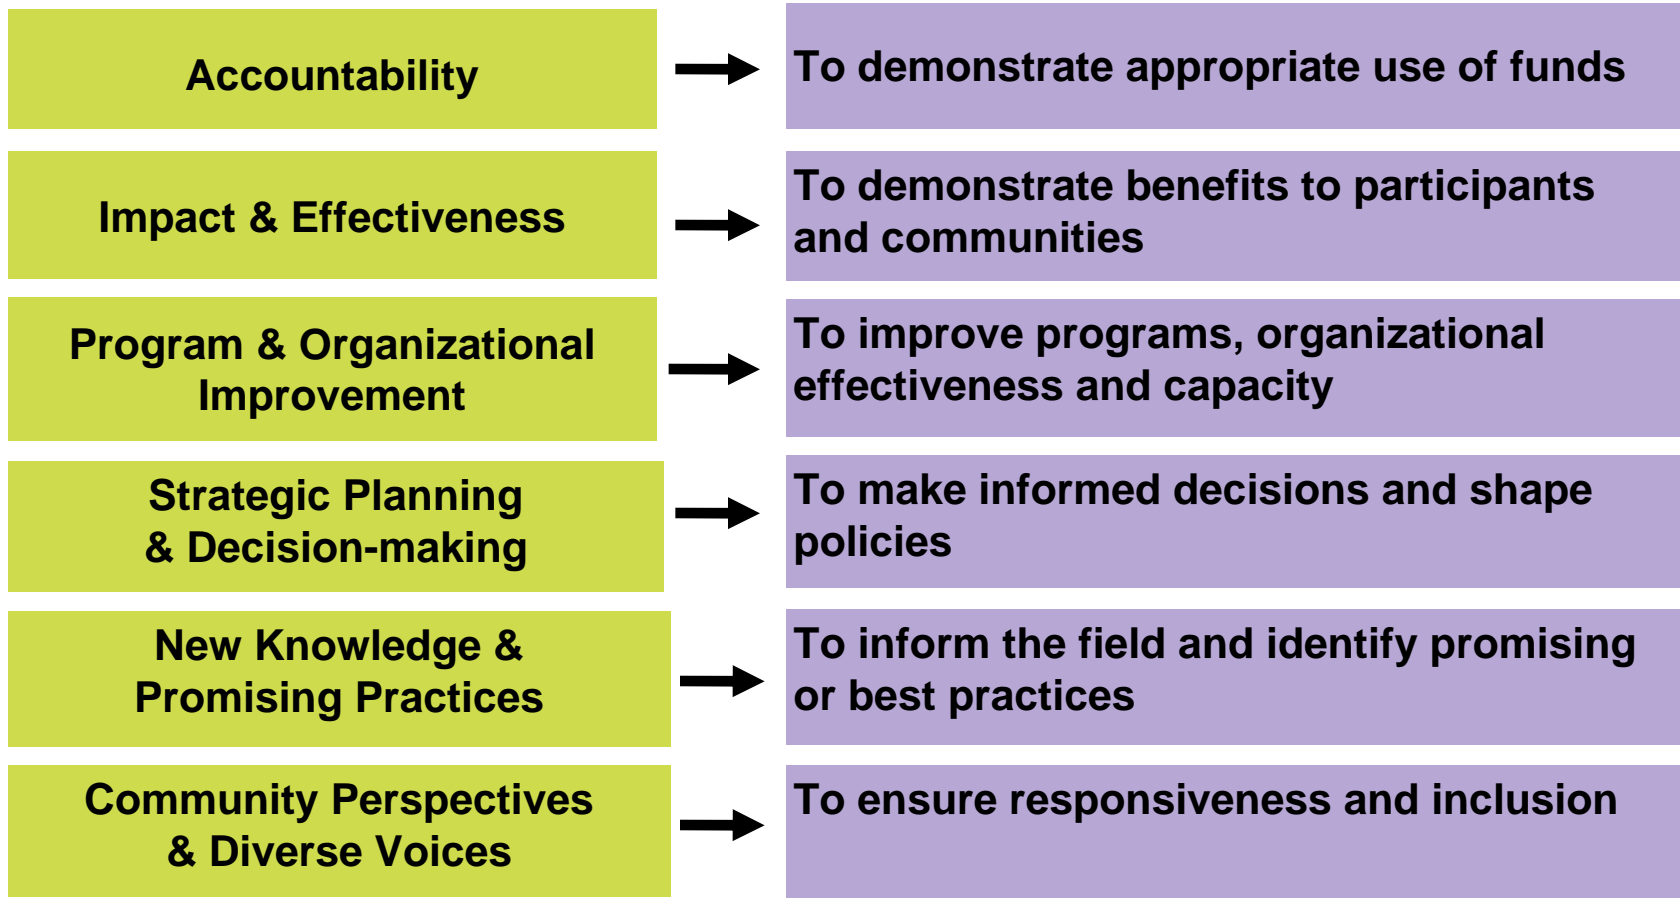 Accountability
To demonstrate appropriate use of funds
Impact & Effectiveness
To demonstrate benefits to participants
and communities
Program & Organizational
Improvement
To improve programs, organizational
effectiveness and capacity
Strategic Planning
& Decision-making
To make informed decisions and shape
policies
New Knowledge &
Promising Practices
To inform the field and identify promising
or best practices
Community Perspectives
& Diverse Voices
To ensure responsiveness and inclusion